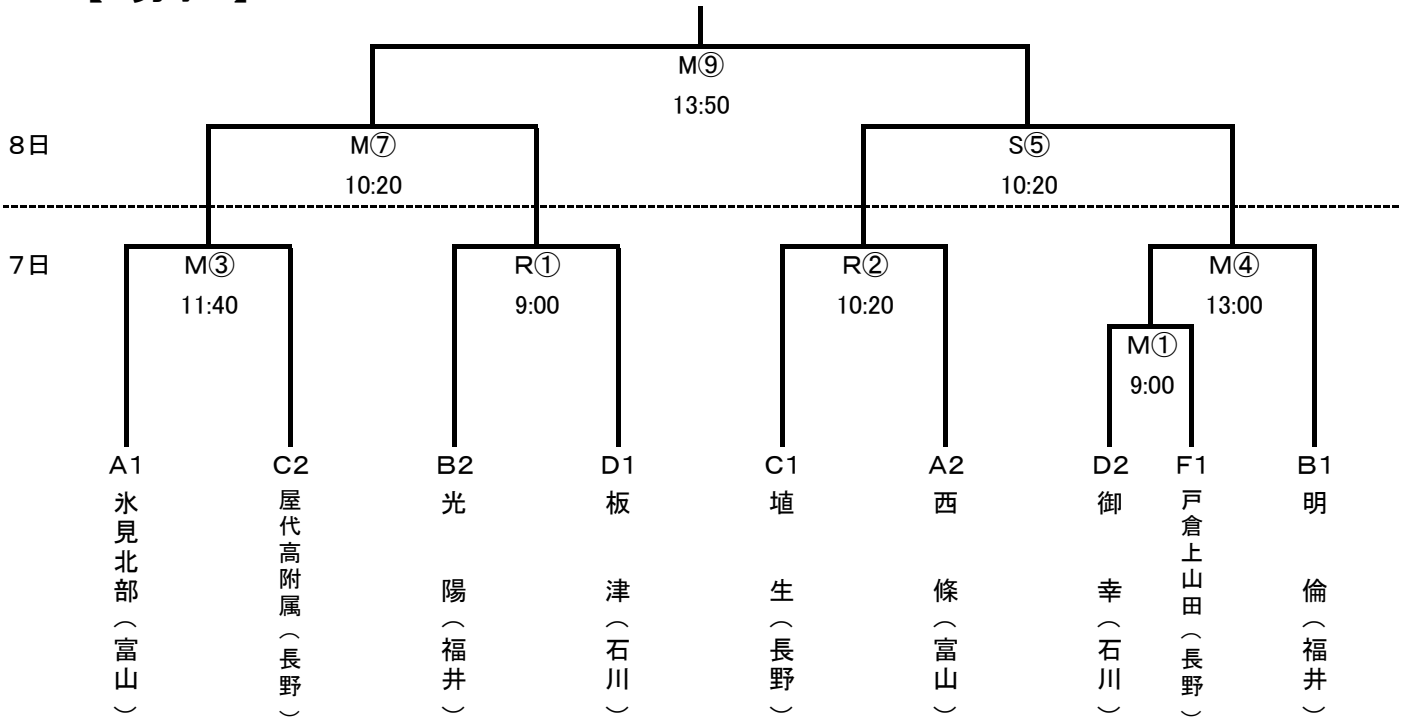 M⑨
13:50
8日
M⑦
S⑤
10:20
10:20
7日
M③
R①
R②
M④
11:40
9:00
10:20
13:00
M①
9:00
A1
C2
B2
D1
C1
A2
D2
F1
B1
氷見北部（富山）
屋代高附属（長野）
光陽（福井）
板津（石川）
埴生（長野）
西條（富山）
御幸（石川）
戸倉上山田（長野）
明倫（福井）